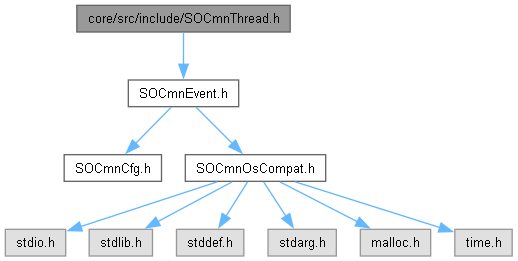 core/src/include/SOCmnThread.h
SOCmnEvent.h
SOCmnCfg.h
SOCmnOsCompat.h
stdio.h
stdlib.h
stddef.h
stdarg.h
malloc.h
time.h